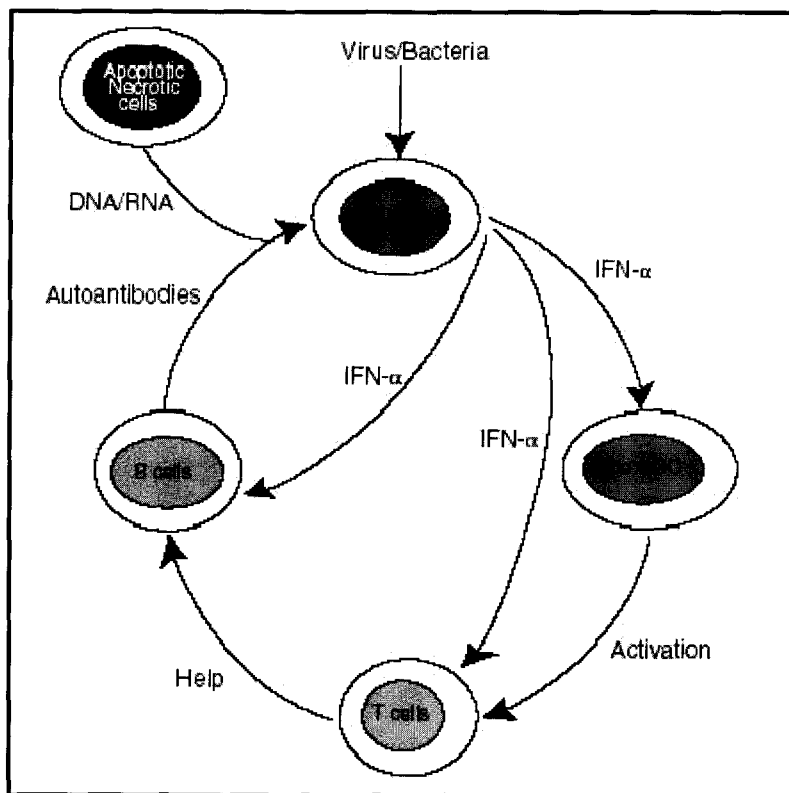 Apoptotic
Necrotic
cells
Virus/Bacteria
DNA/RNA
Autoantibodies
IFN-α
IFN-α
IFN-α
B cells
T cells
Help
Activation